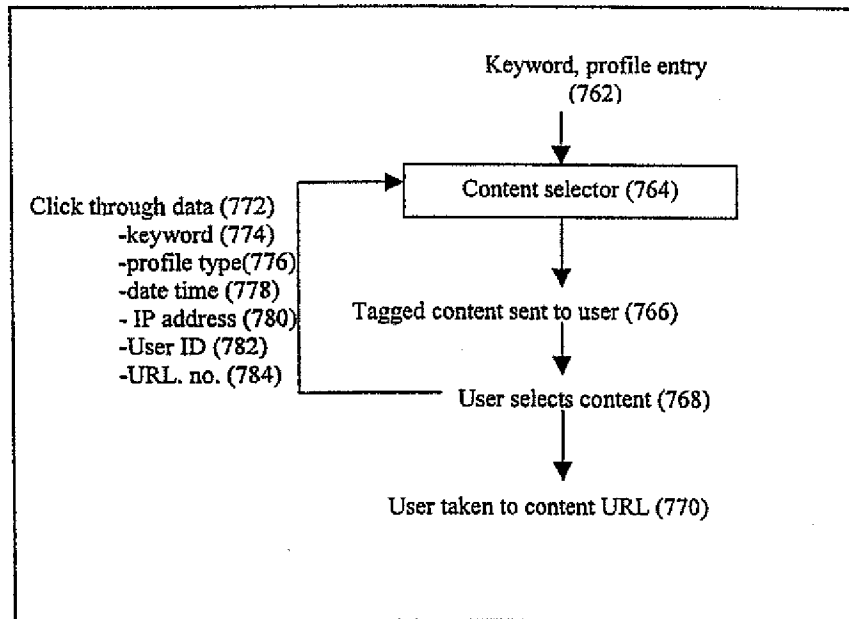 Keyword, profile entry
(762)
Content selector (764)
Click through data (772)
-keyword (774)
-profile type(776)
-date time (778)
- IP address (780)
-User ID (782)
-URL. no. (784)
Tagged content sent to user (766)
User selects content (768)
User taken to content URL (770)